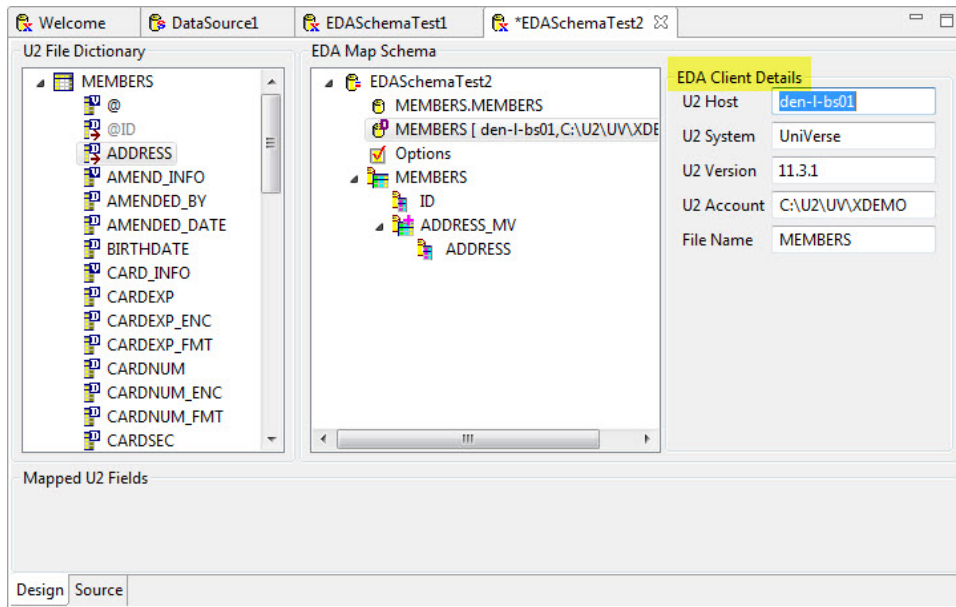 Welcome
DataSource1
EDASchemaTest1
*EDASchemaTest2
U2 File Dictionary
MEMBERS
@
@ID
ADDRESS
AMEND_INFO
AMENDED_BY
AMENDED_DATE
BIRTHDATE
CARD_INFO
CARDEXP
CARDEXP_ENC
CARDEXP_FMT
CARDNUM
CARDNUM_ENC
CARDNUM_FMT
CARDSEC
EDA Map Schema
EDASchemaTest2
MEMBERS.MEMBERS
MEMBERS [ den-l-bs01,C:\U2\UV\XDE
Options
MEMBERS
ID
ADDRESS_MV
ADDRESS
EDA Client Details
U2 Host den-l-bs01
U2 System UniVerse
U2 Version 11.3.1
U2 Account C:\U2\UV\XDEMO
File Name MEMBERS
Mapped U2 Fields
Design Source